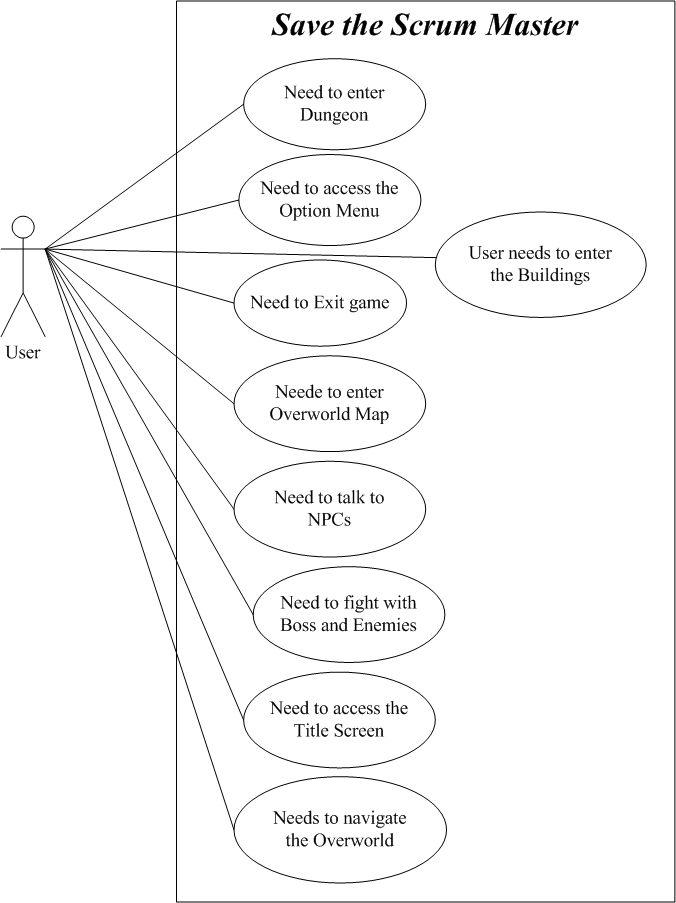 Save the Scrum Master
Need to enter
Dungeon
Need to access the
Option Menu
User needs to enter
the Buildings
Need to Exit game
User
Neede to enter
Overworld Map
Need to talk to
NPCs
Need to fight with
Boss and Enemies
Need to access the
Title Screen
Needs to navigate
the Overworld